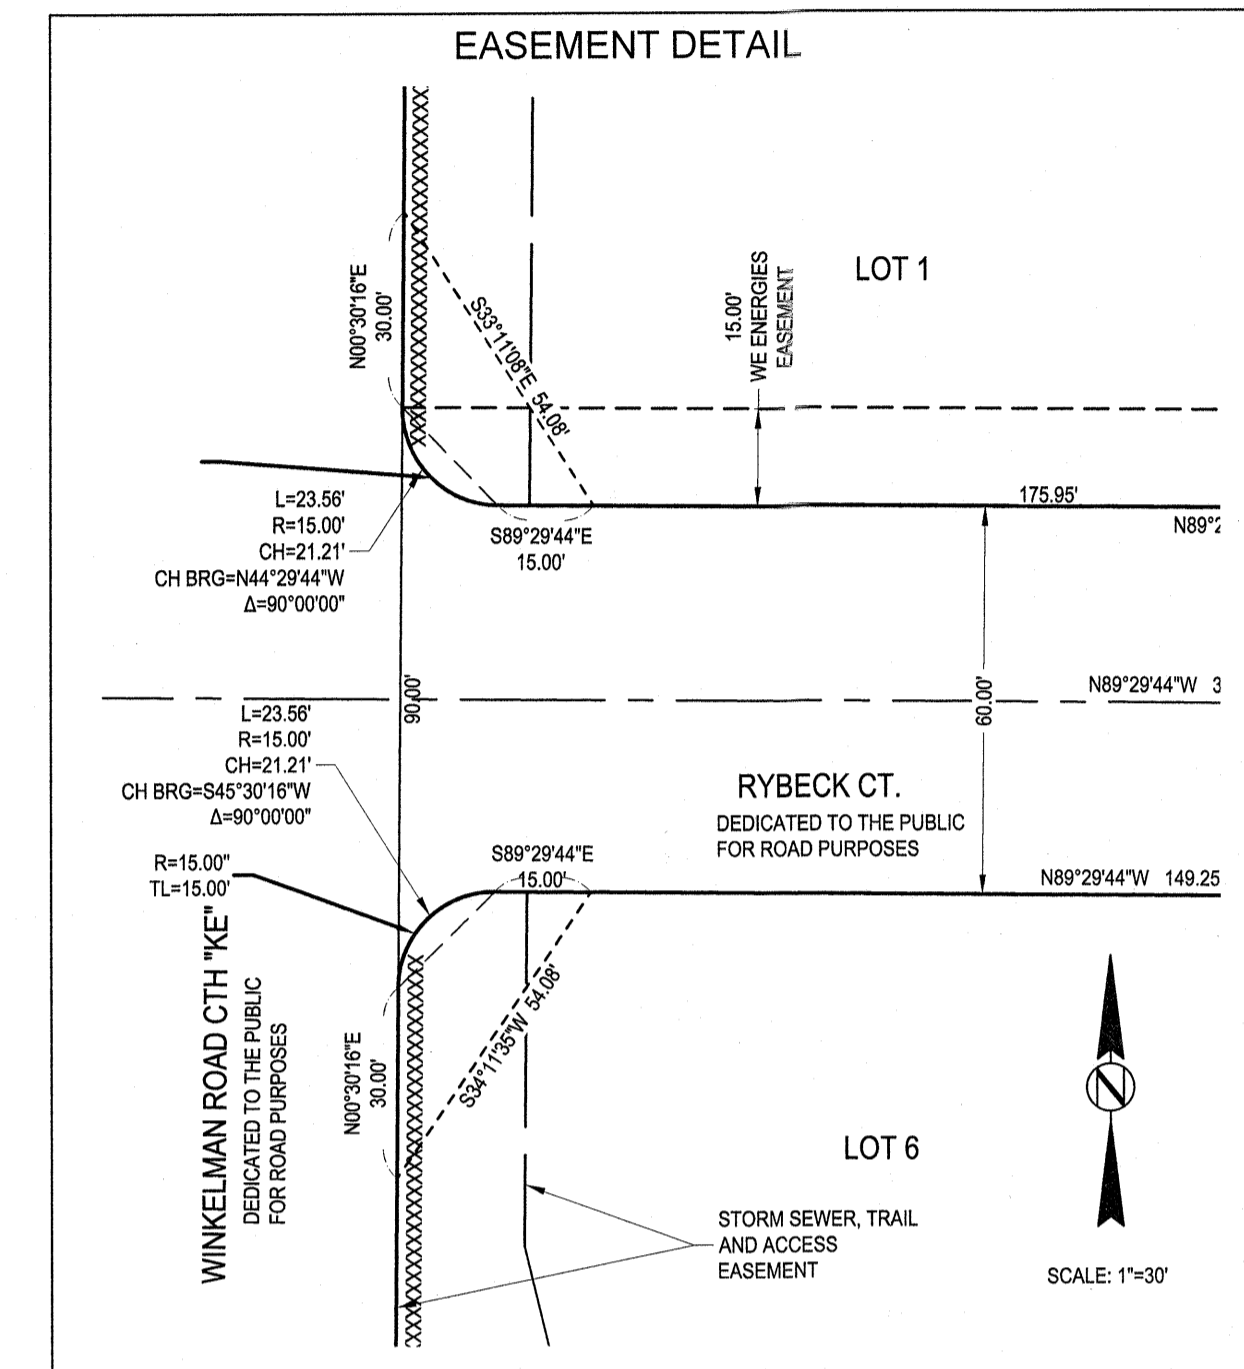 EASEMENT DETAIL
LOT 1
15.00'
WE ENERGIES
EASEMENT
N00°30'16"E
30.00'
S33°11'08"E 54.08'
L=23.56'
R=15.00'
CH=21.21'
CH BRG=N44°29'44"W
Δ=90°00'00"
S89°29'44"E
15.00'
175.95'
N89°2
90.00'
60.00'
N89°29'44"W 3
L=23.56'
R=15.00'
CH=21.21'
CH BRG=S45°30'16"W
Δ=90°00'00"
RYBECK CT.
DEDICATED TO THE PUBLIC
FOR ROAD PURPOSES
R=15.00"
TL=15.00'
S89°29'44"E
15.00'
N89°29'44"W 149.25
WINKELMAN ROAD CTH "KE"
DEDICATED TO THE PUBLIC
FOR ROAD PURPOSES
N00°30'16"E
30.00'
S34°11'35"W 54.08'
LOT 6
N
STORM SEWER, TRAIL
AND ACCESS
EASEMENT
SCALE: 1"=30'